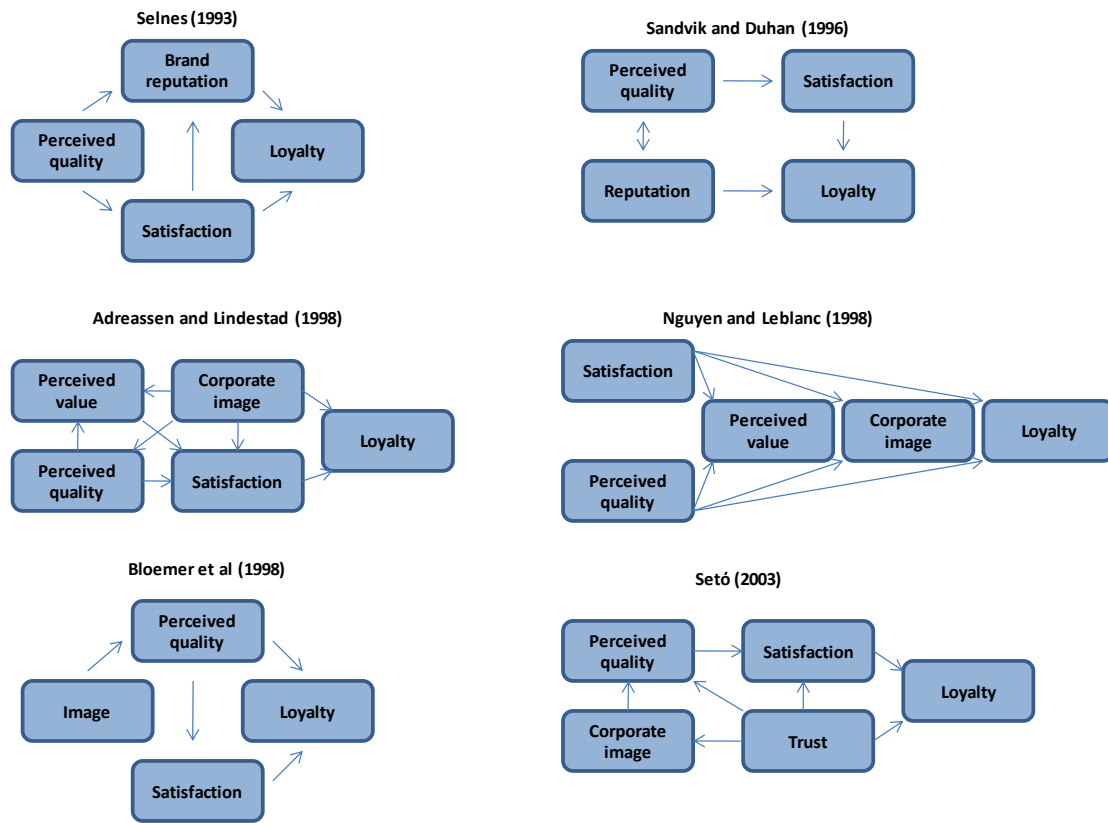 Selnes (1993)
Brand
reputation
Perceived
quality
Loyalty
Satisfaction
Sandvik and Duhan (1996)
Perceived
quality
Satisfaction
Reputation
Loyalty
Adreassen and Lindestad (1998)
Perceived
value
Corporate
image
Loyalty
Perceived
quality
Satisfaction
Nguyen and Leblanc (1998)
Satisfaction
Perceived
value
Corporate
image
Loyalty
Perceived
quality
Bloemer et al (1998)
Perceived
quality
Image
Loyalty
Satisfaction
Setó (2003)
Perceived
quality
Satisfaction
Loyalty
Corporate
image
Trust